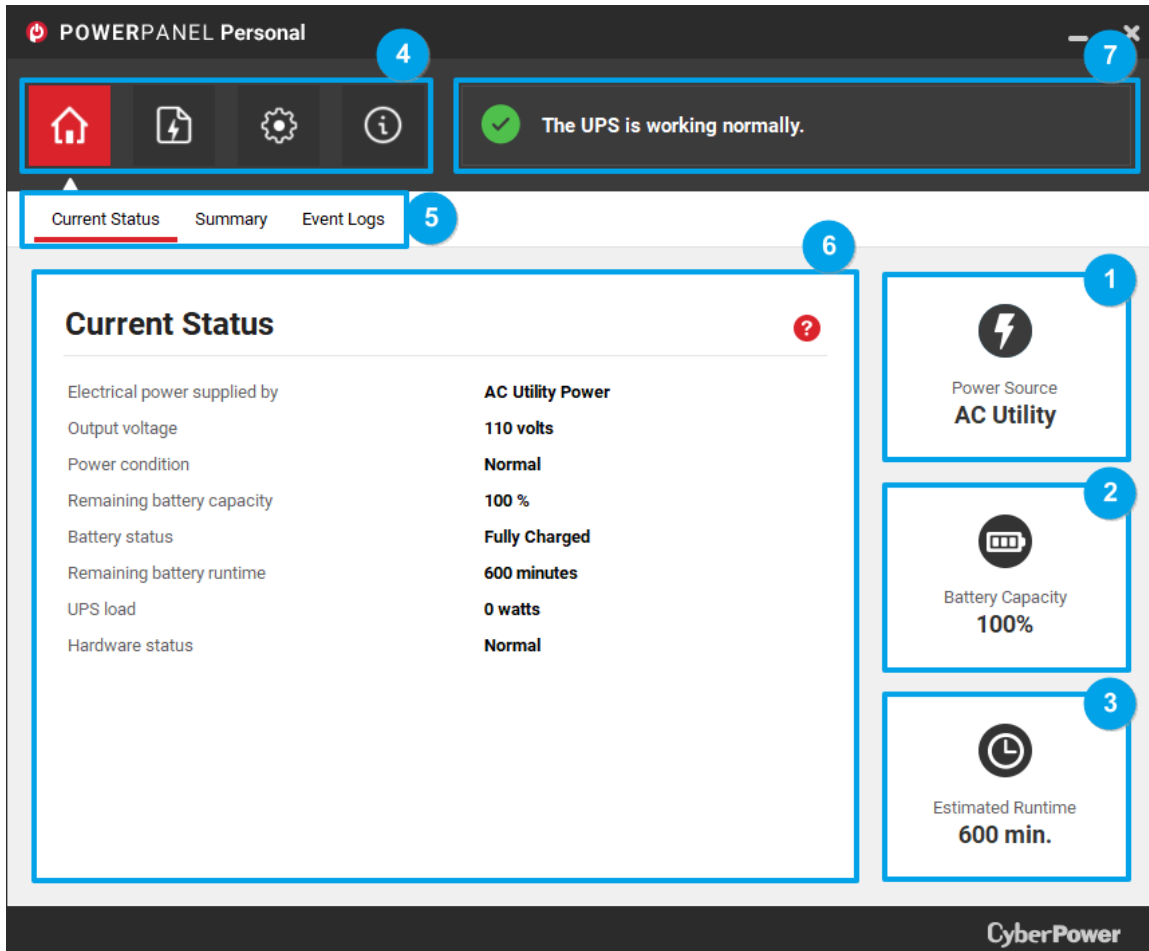 POWERPANEL Personal
4
7
The UPS is working normally.
Current Status Summary Event Logs
5
6
1
Current Status
?
Electrical power supplied by AC Utility Power
Output voltage 110 volts
Power condition Normal
Remaining battery capacity 100 %
Battery status Fully Charged
Remaining battery runtime 600 minutes
UPS load 0 watts
Hardware status Normal
Power Source
AC Utility
2
Battery Capacity
100%
3
Estimated Runtime
600 min.
CyberPower